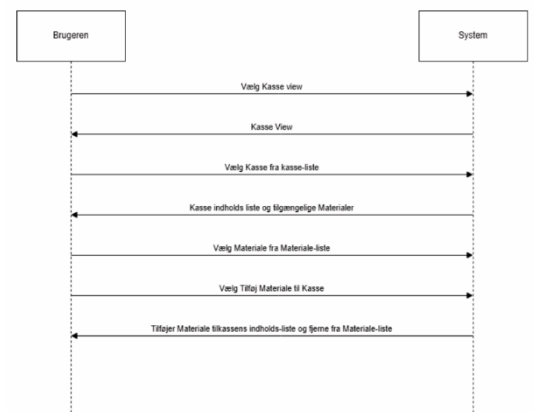 Brugeren
System
Vælg Kasse view
Kasse View
Vælg Kasse fra kasse-liste
Kasse indholds liste og tilgængelige Materialer
Vælg Materiale fra Materiale-liste
Vælg Tilføj Materiale til Kasse
Tilføjer Materiale tilkassens indholds-liste og fjerne fra Materiale-liste